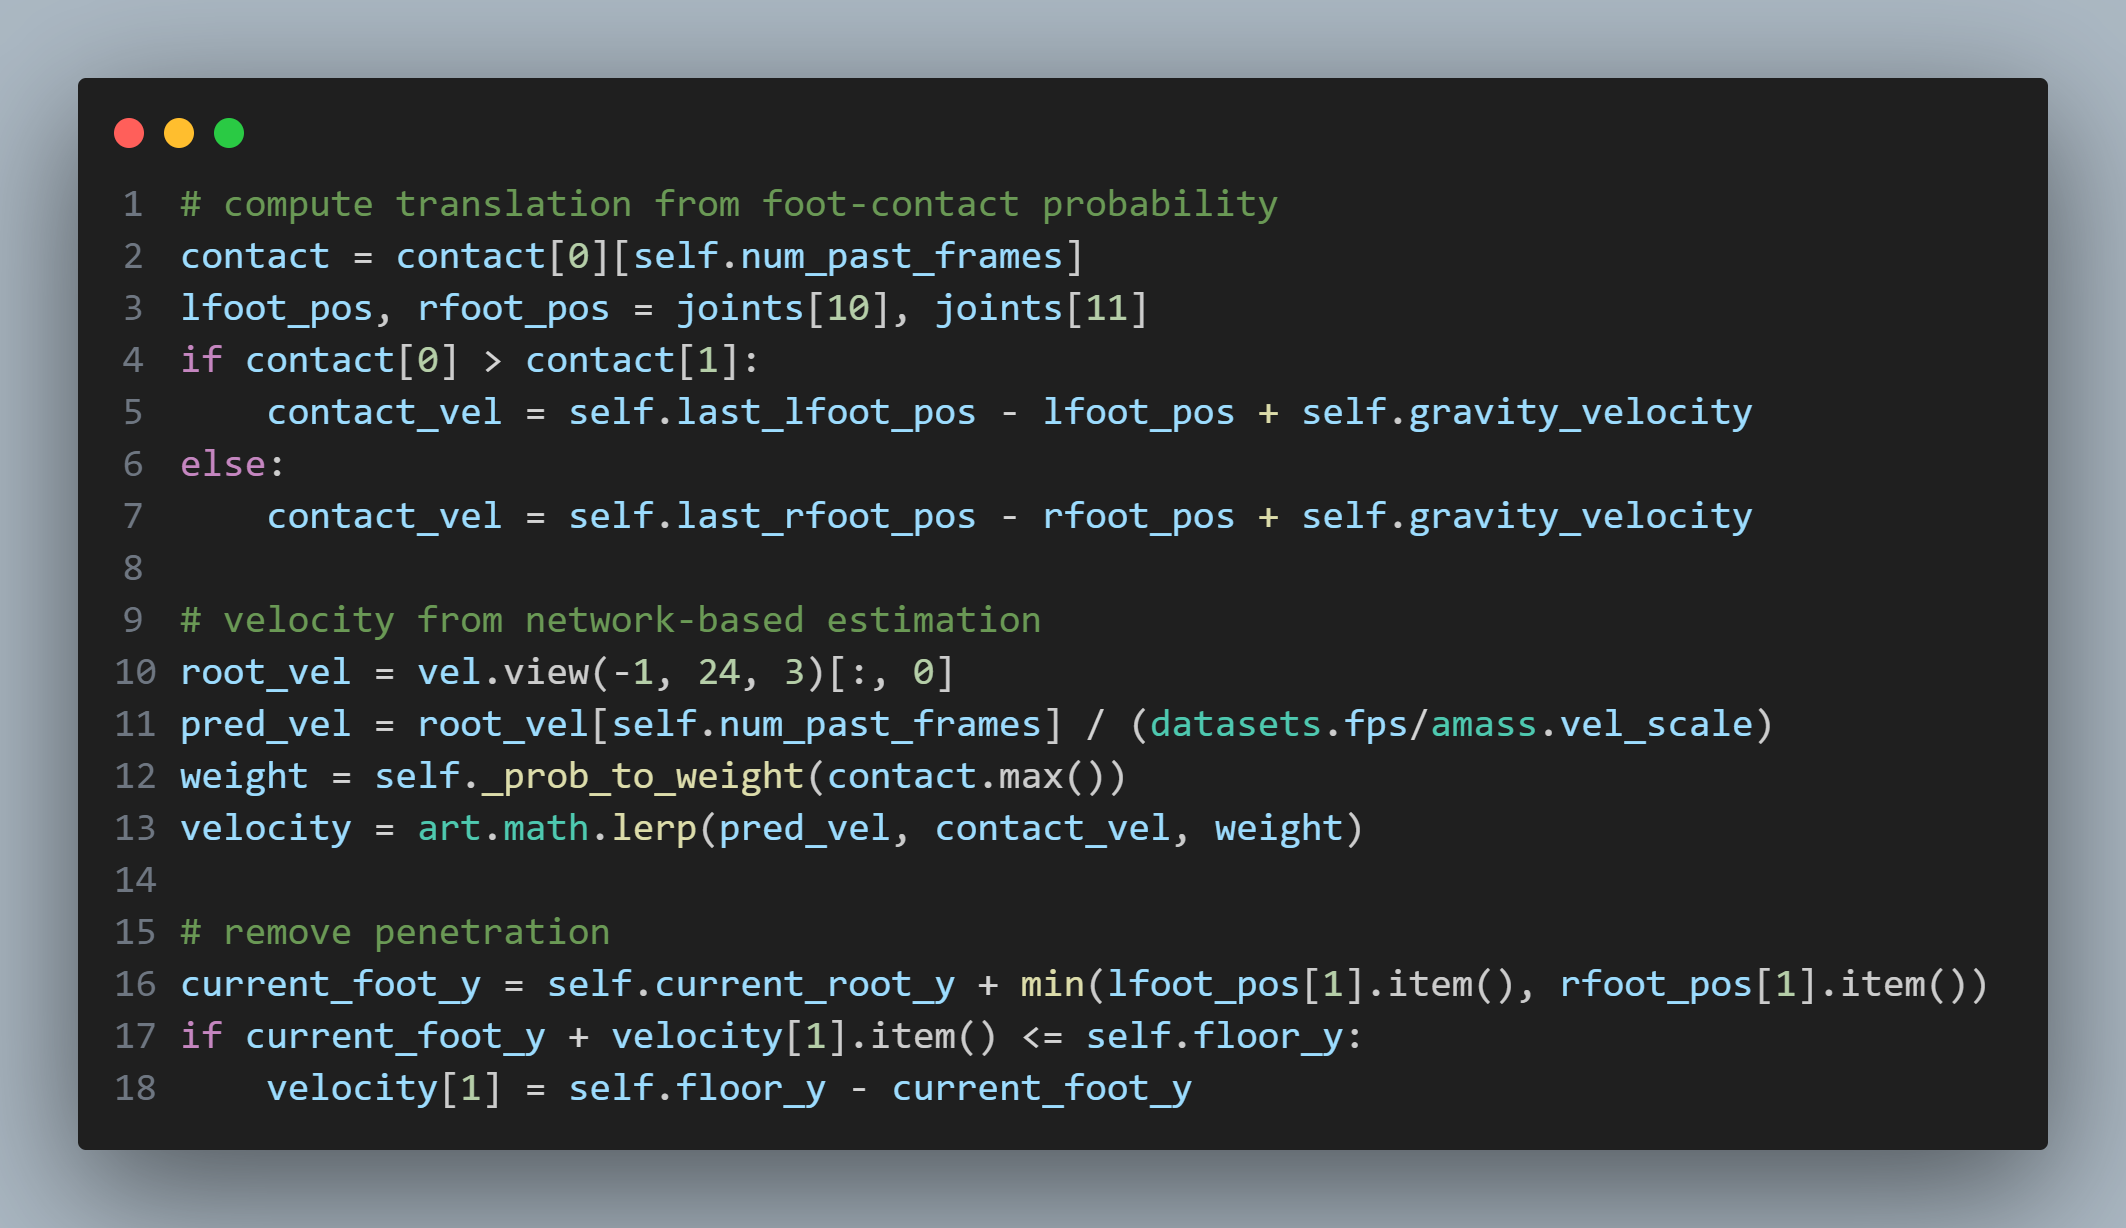 1 # compute translation from foot-contact probability
2 contact = contact[0][self.num_past_frames]
3 lfoot_pos, rfoot_pos = joints[10], joints[11]
4 if contact[0] > contact[1]:
5     contact_vel = self.last_lfoot_pos - lfoot_pos + self.gravity_velocity
6 else:
7     contact_vel = self.last_rfoot_pos - rfoot_pos + self.gravity_velocity
8
9 # velocity from network-based estimation
10 root_vel = vel.view(-1, 24, 3)[:, 0]
11 pred_vel = root_vel[self.num_past_frames] / (datasets.fps/amass.vel_scale)
12 weight = self._prob_to_weight(contact.max())
13 velocity = art.math.lerp(pred_vel, contact_vel, weight)
14
15 # remove penetration
16 current_foot_y = self.current_root_y + min(lfoot_pos[1].item(), rfoot_pos[1].item())
17 if current_foot_y + velocity[1].item() <= self.floor_y:
18     velocity[1] = self.floor_y - current_foot_y